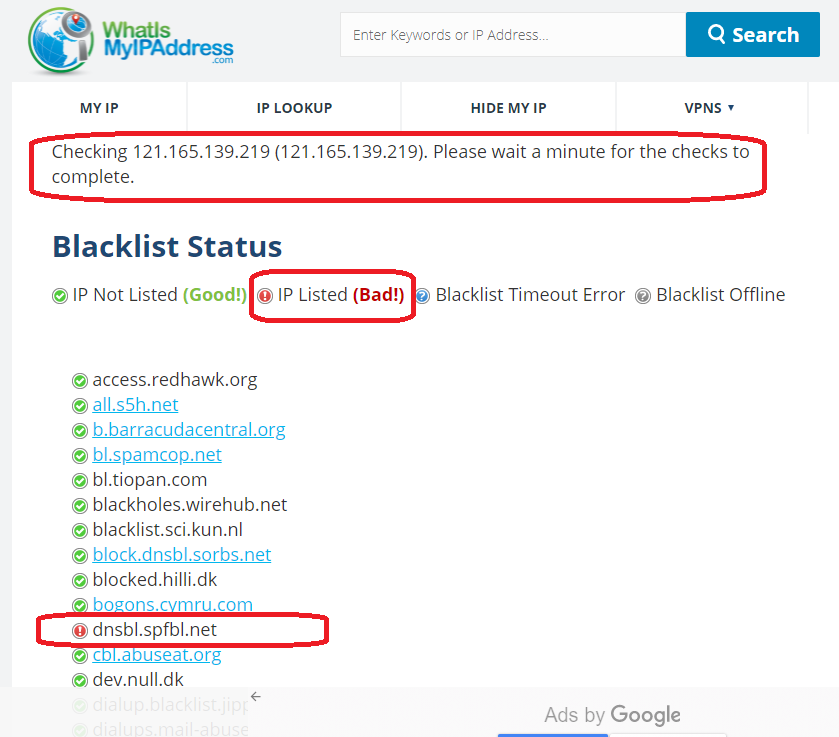 WhatIs
MyIPAddress
.com
Enter Keywords or IP Address...
Search
MY IP
IP LOOKUP
HIDE MY IP
VPNS ▼
Checking 121.165.139.219 (121.165.139.219). Please wait a minute for the checks to
complete.
Blacklist Status
IP Not Listed (Good!) IP Listed (Bad!) Blacklist Timeout Error Blacklist Offline
access.redhawk.org
all.s5h.net
b.barracudacentral.org
bl.spamcop.net
bl.tiopan.com
blackholes.wirehub.net
blacklist.sci.kun.nl
block.dnsbl.sorbs.net
blocked.hilli.dk
bogons.cymru.com
dnsbl.spfbl.net
cbl.abuseat.org
dev.null.dk
dialup.blacklist.jipp
dialups.mail-abuse
Ads by Google